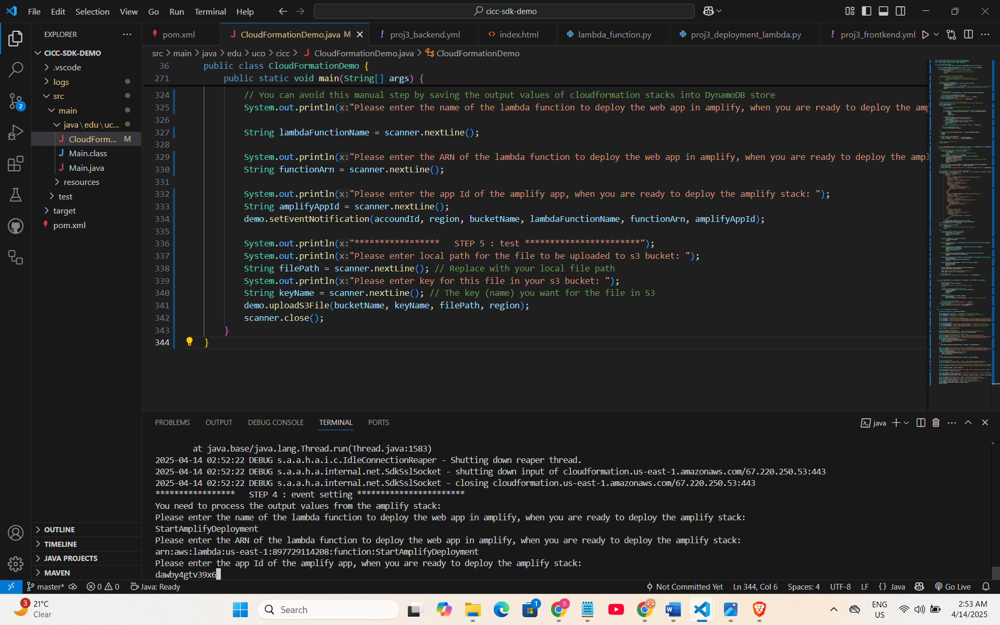 File Edit Selection View Go Run Terminal Help
cicc-sdk-demo
EXPLORER
CICC-SDK-DEMO
.vscode
logs
src
main
java\edu\uc...
CloudForm... M
Main.class
Main.java
resources
test
target
pom.xml
OUTLINE
TIMELINE
JAVA PROJECTS
MAVEN
2
pom.xml CloudFormationDemo.java M proj3_backend.yml index.html lambda_function.py proj3_deployment_lambda.py proj3_frontkend.yml
src > main > java > edu > uco > cicc > CloudFormationDemo.java > CloudFormationDemo
36 public class CloudFormationDemo {
271 public static void main(String[] args) {
324 // You can avoid this manual step by saving the output values of cloudformation stacks into DynamoDB store
325 System.out.println(x:"Please enter the name of the lambda function to deploy the web app in amplify, when you are ready to deploy the am
326
327 String lambdaFunctionName = scanner.nextLine();
328
329 System.out.println(x:"Please enter the ARN of the lambda function to deploy the web app in amplify, when you are ready to deploy the ampl
330 String functionArn = scanner.nextLine();
331
332 System.out.println(x:"Please enter the app Id of the amplify app, when you are ready to deploy the amplify stack: ");
333 String amplifyAppId = scanner.nextLine();
334 demo.setEventNotification(accoundId, region, bucketName, lambdaFunctionName, functionArn, amplifyAppId);
335
336 System.out.println(x:"***************** STEP 5 : test ***********************");
337 System.out.println(x:"Please enter local path for the file to be uploaded to s3 bucket: ");
338 String filePath = scanner.nextLine(); // Replace with your local file path
339 System.out.println(x:"Please enter key for this file in your s3 bucket: ");
340 String keyName = scanner.nextLine(); // The key (name) you want for the file in S3
341 demo.uploadS3File(bucketName, keyName, filePath, region);
342 scanner.close();
343 }
344 }
PROBLEMS OUTPUT DEBUG CONSOLE TERMINAL PORTS
java
at java.base/java.lang.Thread.run(Thread.java:1583)
2025-04-14 02:52:22 DEBUG s.a.a.h.a.i.c.IdleConnectionReaper - Shutting down reaper thread.
2025-04-14 02:52:22 DEBUG s.a.a.h.a.internal.net.SdkSslSocket - shutting down input of cloudformation.us-east-1.amazonaws.com/67.220.250.53:443
2025-04-14 02:52:22 DEBUG s.a.a.h.a.internal.net.SdkSslSocket - closing cloudformation.us-east-1.amazonaws.com/67.220.250.53:443
***************** STEP 4 : event setting ***********************
You need to process the output values from the amplify stack:
Please enter the name of the lambda function to deploy the web app in amplify, when you are ready to deploy the amplify stack:
StartAmplifyDeployment
Please enter the ARN of the lambda function to deploy the web app in amplify, when you are ready to deploy the amplify stack:
arn:aws:lambda:us-east-1:897729114208:function:StartAmplifyDeployment
Please enter the app Id of the amplify app, when you are ready to deploy the amplify stack:
dawby4gtv39x6
master* 0 0 Java: Ready Not Committed Yet Ln 344, Col 6 Spaces: 4 UTF-8 LF {} Java Go Live
3
21°C
Clear
Search
1
S
ENG
US
2:53 AM
4/14/2025